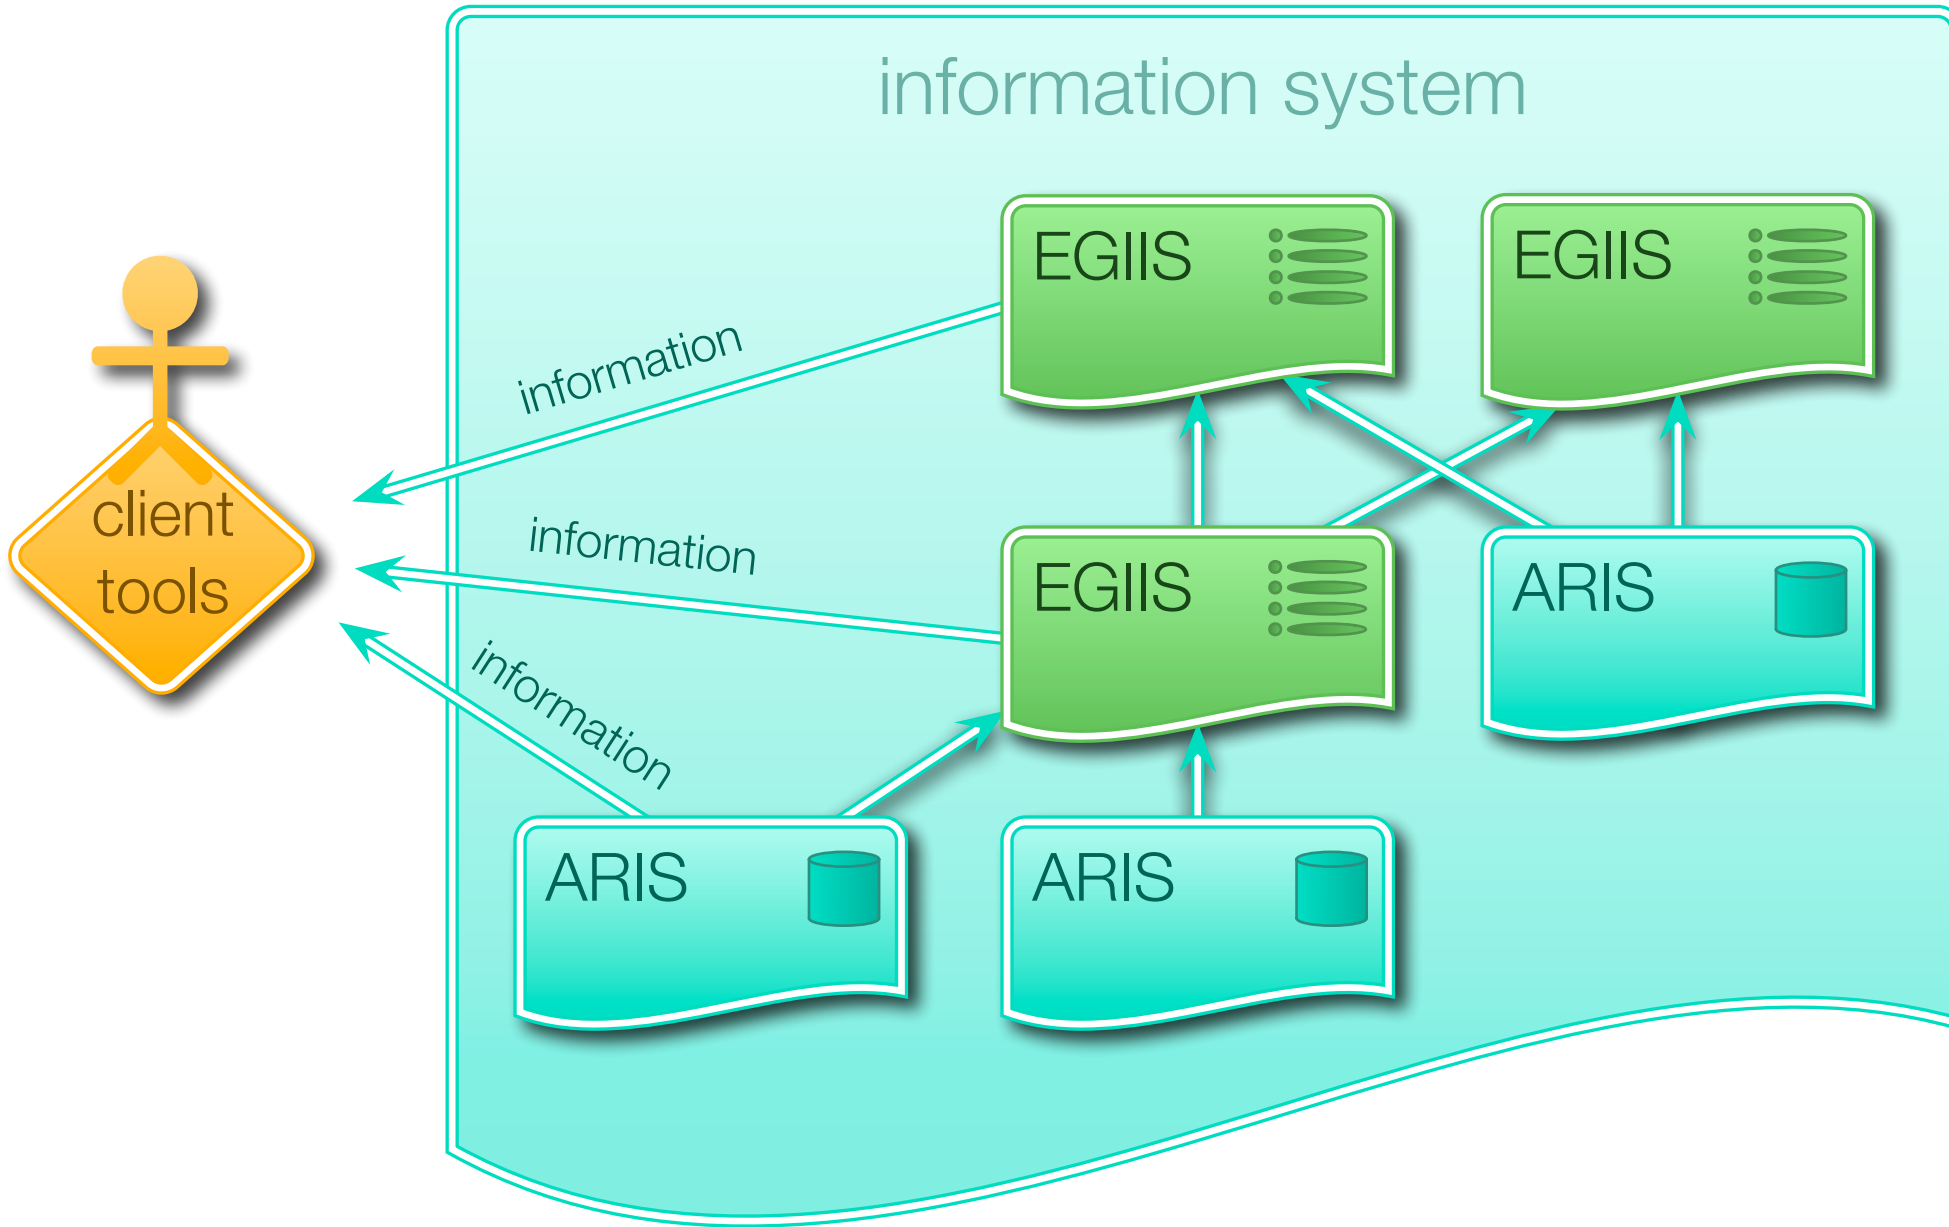 information system
EGIIS
EGIIS
information
client
tools
information
EGIIS
ARIS
information
ARIS
ARIS